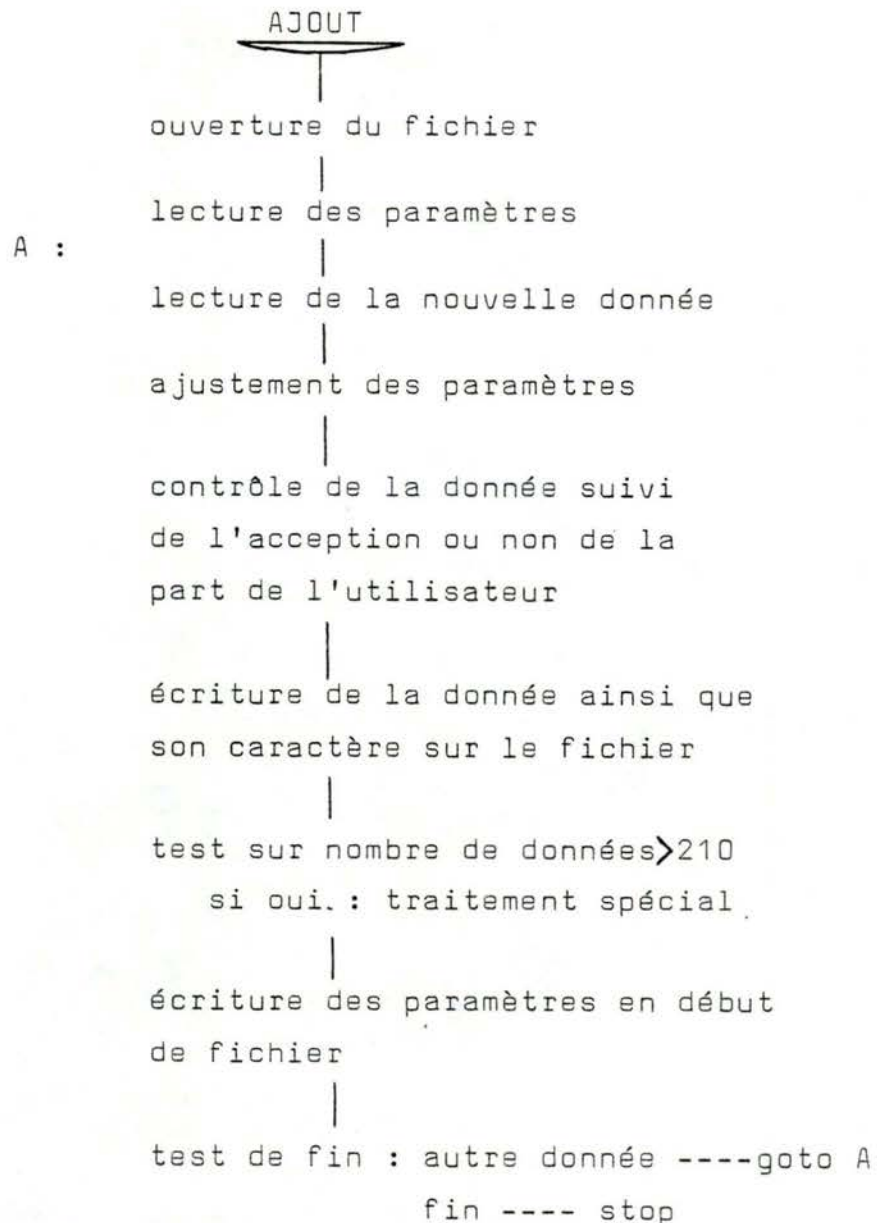 AJOUT
ouverture du fichier
lecture des paramètres
A :
lecture de la nouvelle donnée
ajustement des paramètres
contrôle de la donnée suivi
de l'acception ou non de la
part de l'utilisateur
écriture de la donnée ainsi que
son caractère sur le fichier
test sur nombre de données>210
si oui. : traitement spécial
écriture des paramètres en début
de fichier
test de fin : autre donnée ----goto A
fin ---- stop